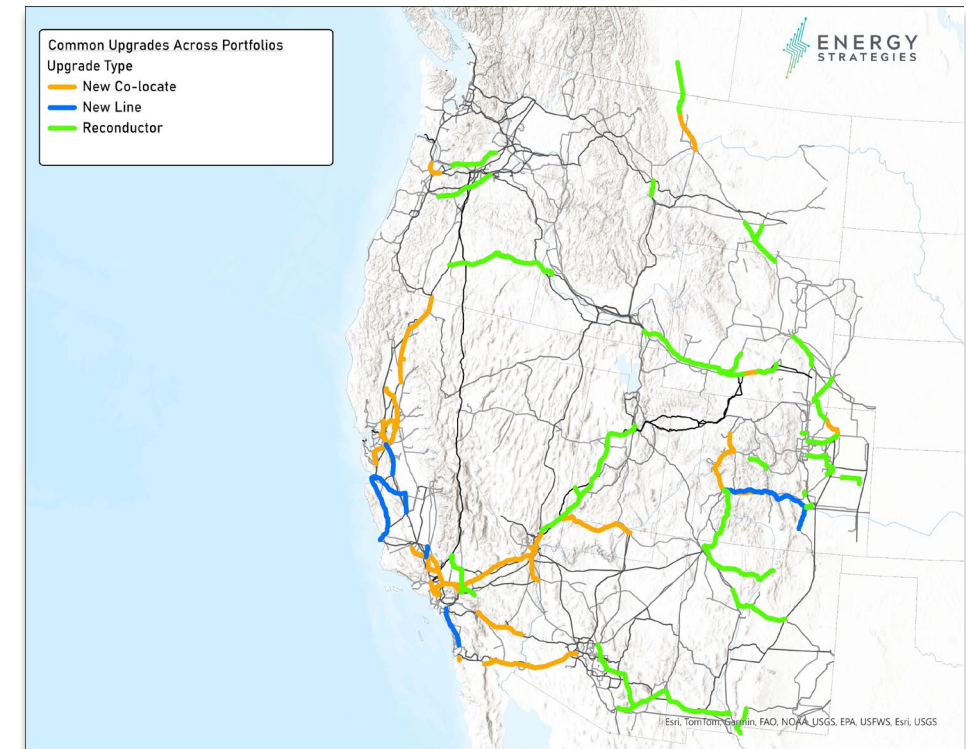 Common Upgrades Across Portfolios
Upgrade Type
New Co-locate
New Line
Reconductor
ENERGY
STRATEGIES
Esri, TomTom, Garmin, FAO, NOAA, USGS, EPA, USFWS, Esri, USGS